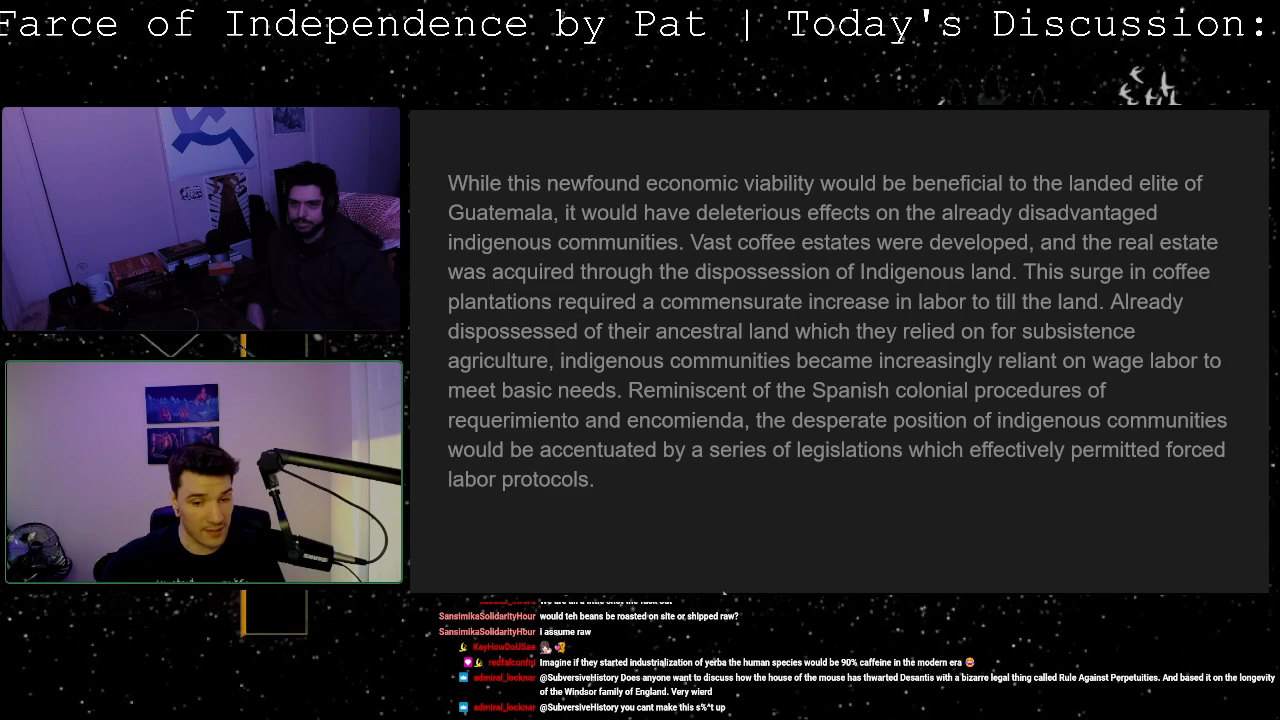 Farce of Independence by Pat | Today's Discussion:
While this newfound economic viability would be beneficial to the landed elite of
Guatemala, it would have deleterious effects on the already disadvantaged
indigenous communities. Vast coffee estates were developed, and the real estate
was acquired through the dispossession of Indigenous land. This surge in coffee
plantations required a commensurate increase in labor to till the land. Already
dispossessed of their ancestral land which they relied on for subsistence
agriculture, indigenous communities became increasingly reliant on wage labor to
meet basic needs. Reminiscent of the Spanish colonial procedures of
requerimiento and encomienda, the desperate position of indigenous communities
would be accentuated by a series of legislations which effectively permitted forced
labor protocols.
SHURE
SansimikaSolidarityHour would teh beans be roasted on site or shipped raw?
SansimikaSolidarityHour i assume raw
KayHowDoUSae
redfalconfiji Imagine if they started industrialization of yerba the human species would be 90% caffeine in the modern era
admiral_locknar @SubversiveHistory Does anyone want to discuss how the house of the mouse has thwarted Desantis with a bizarre legal thing called Rule Against Perpetuities. And based it on the longevity
of the Windsor family of England. Very wierd
admiral_locknar @SubversiveHistory you cant make this s%^t up